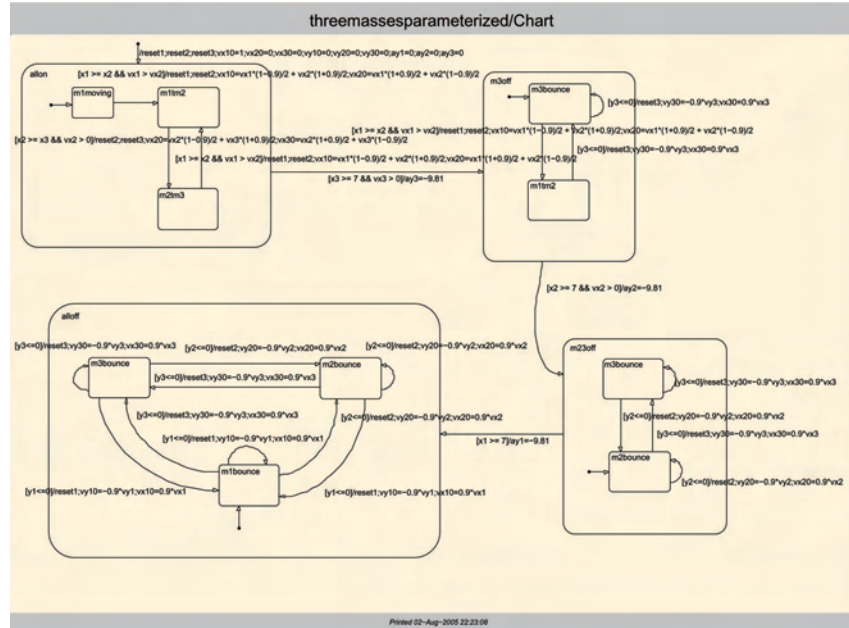 threemassesparameterized/Chart
/reset1;reset2;reset3;vx10=1;vx20=0;vx30=0;vy10=0;vy20=0;vy30=0;ay1=0;ay2=0;ay3=0
allon
[x1 >= x2 && vx1 > vx2]/reset1;reset2;vx10=vx1*(1-0.9)/2 + vx2*(1+0.9)/2;vx20=vx1*(1+0.9)/2 + vx2*(1-0.9)/2
m1moving
m1tm2
[x2 >= x3 && vx2 > 0]/reset2;reset3;vx20=vx2*(1-0.9)/2 + vx3*(1+0.9)/2;vx30=vx2*(1+0.9)/2 + vx3*(1-0.9)/2
[x1 >= x2 && vx1 > vx2]/reset1;reset2;vx10=vx1*(1-0.9)/2 + vx2*(1+0.9)/2;vx20=vx1*(1+0.9)/2 + vx2*(1-0.9)/2
m2tm3
[x3 >= 7 && vx3 > 0]/ay3=-9.81
m3off
m3bounce
[y3<=0]/reset3;vy30=-0.9*vy3;vx30=0.9*vx3
[x1 >= x2 && vx1 > vx2]/reset1;reset2;vx10=vx1*(1-0.9)/2 + vx2*(1+0.9)/2;vx20=vx1*(1+0.9)/2 + vx2*(1-0.9)/2
[y3<=0]/reset3;vy30=-0.9*vy3;vx30=0.9*vx3
m1tm2
[x2 >= 7 && vx2 > 0]/ay2=-9.81
alloff
[y3<=0]/reset3;vy30=-0.9*vy3;vx30=0.9*vx3
[y2<=0]/reset2;vy20=-0.9*vy2;vx20=0.9*vx2
[y2<=0]/reset2;vy20=-0.9*vy2;vx20=0.9*vx2
m3bounce
m2bounce
[y3<=0]/reset3;vy30=-0.9*vy3;vx30=0.9*vx3
[y3<=0]/reset3;vy30=-0.9*vy3;vx30=0.9*vx3
[y2<=0]/reset2;vy20=-0.9*vy2;vx20=0.9*vx2
[y1<=0]/reset1;vy10=-0.9*vy1;vx10=0.9*vx1
m1bounce
[y1<=0]/reset1;vy10=-0.9*vy1;vx10=0.9*vx1
[y1<=0]/reset1;vy10=-0.9*vy1;vx10=0.9*vx1
[x1 >= 7]/ay1=-9.81
m23off
m3bounce
[y3<=0]/reset3;vy30=-0.9*vy3;vx30=0.9*vx3
[y2<=0]/reset2;vy20=-0.9*vy2;vx20=0.9*vx2
[y3<=0]/reset3;vy30=-0.9*vy3;vx30=0.9*vx3
m2bounce
[y2<=0]/reset2;vy20=-0.9*vy2;vx20=0.9*vx2
Printed 02-Aug-2005 22:23:08